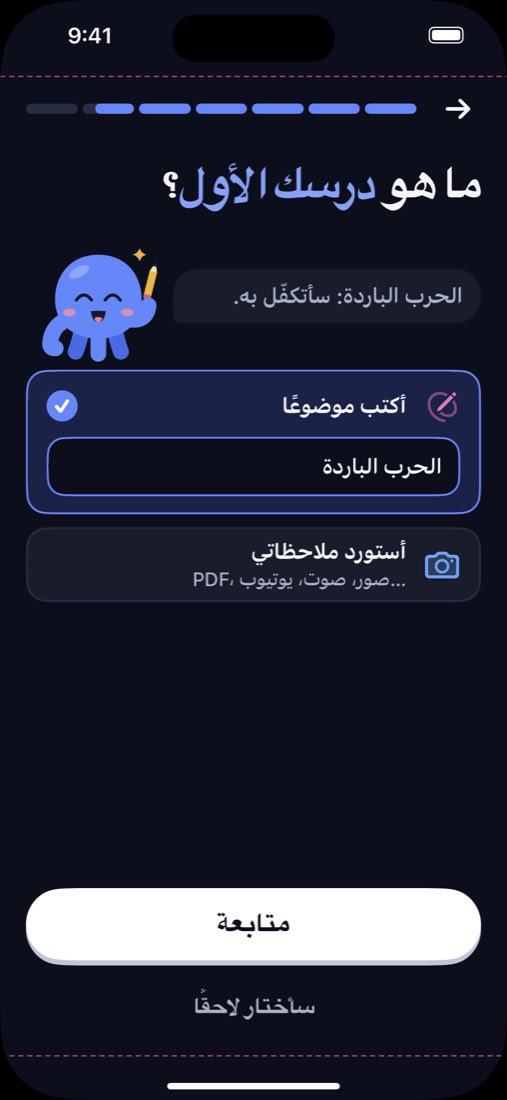 9:41
ما هو درسك الأول؟
الحرب الباردة: سأتكفّل به.
أكتب موضوعًا
الحرب الباردة
أستورد ملاحظاتي
PDF، صور، صوت، يوتيوب...
متابعة
سأختار لاحقًا